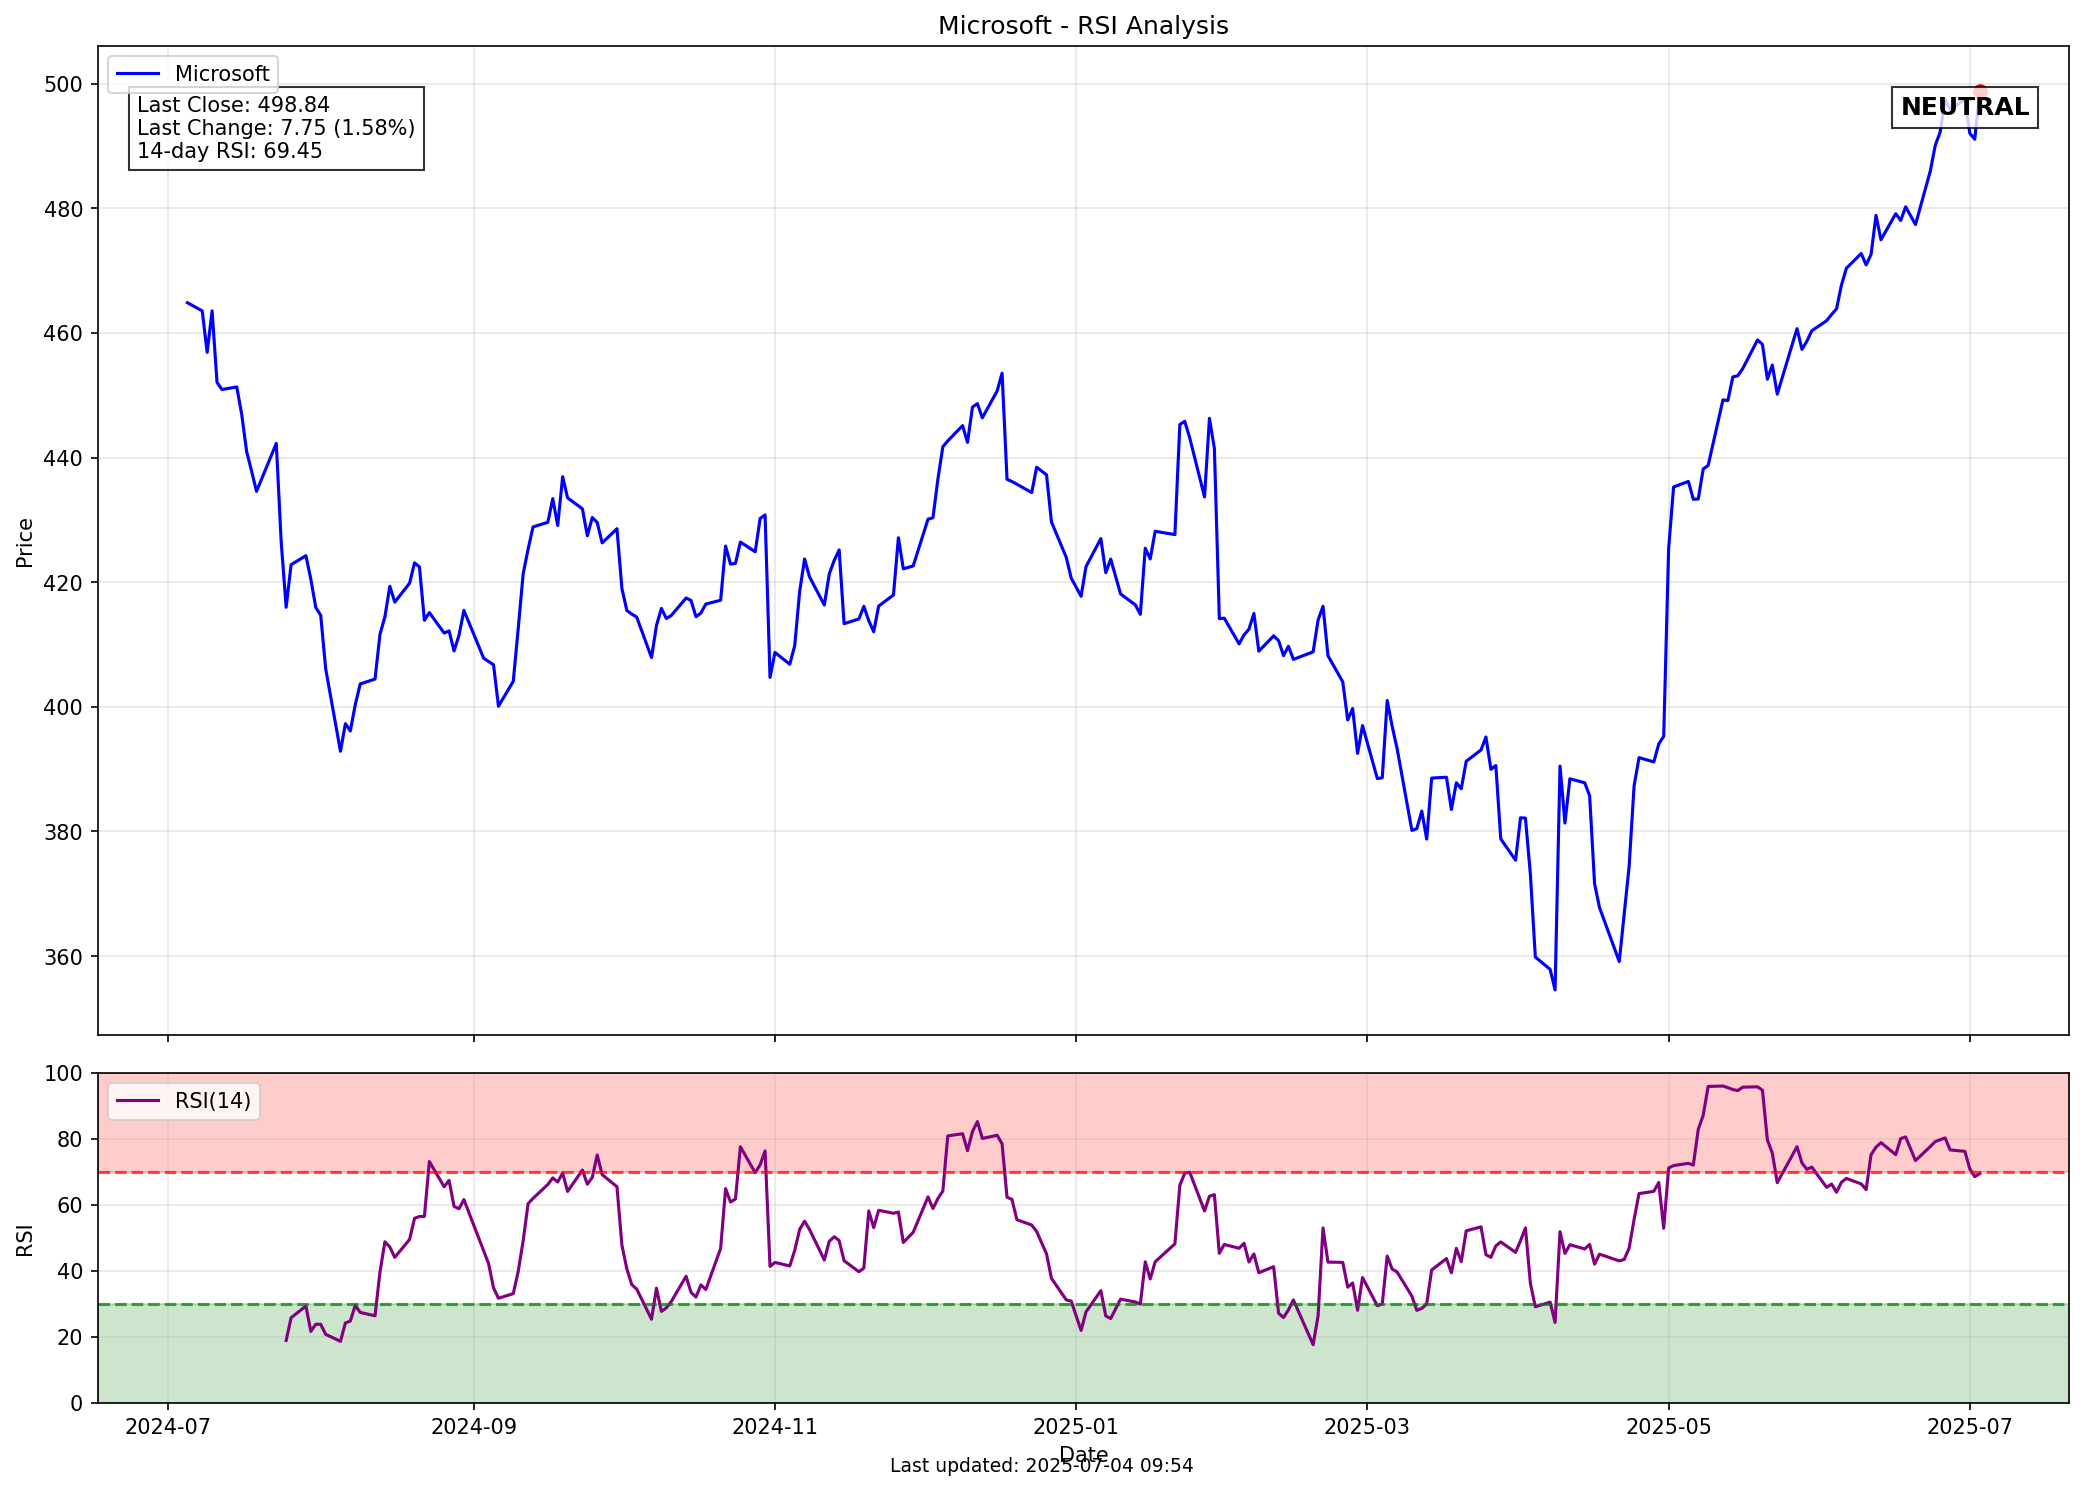 Microsoft - RSI Analysis
Microsoft
Last Close: 498.84
Last Change: 7.75 (1.58%)
14-day RSI: 69.45
NEUTRAL
Price
500
480
460
440
420
400
380
360
RSI(14)
RSI
100
80
60
40
20
0
2024-07
2024-09
2024-11
2025-01
2025-03
2025-05
2025-07
Date
Last updated: 2025-07-04 09:54